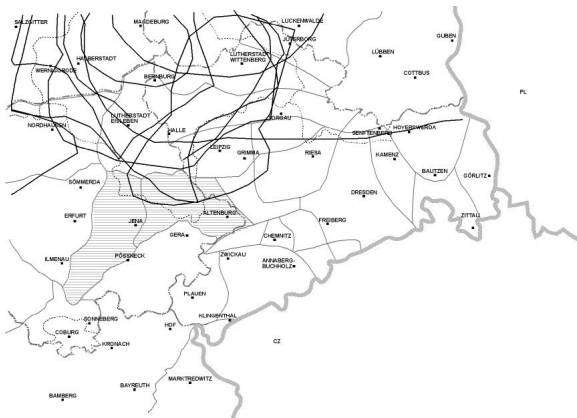 SALZGITTER
MAGDEBURG
LUCKENWALDE
JÜTERBORG
GUBEN
LÜBBEN
HALBERSTADT
WERNIGERODE
BERNBURG
LUTHERSTADT
WITTENBERG
COTTBUS
PL
LUTHERSTADT
EISLEBEN
NORDHAUSEN
HALLE
TORGAU
SENFTENBERG
HOYERSWERDA
LEIPZIG
GRIMMA
RIESA
KAMENZ
BAUTZEN
GÖRLITZ
SÖMMERDA
DRESDEN
ERFURT
JENA
ALTENBURG
GERA
FREIBERG
CHEMNITZ
ZITTAU
ILMENAU
PÖSSNECK
ZWICKAU
ANNABERG-
BUCHHOLZ
PLAUEN
KLINGENTHAL
SONNEBERG
COBURG
HOF
KRONACH
CZ
MARKTREDWITZ
BAYREUTH
BAMBERG